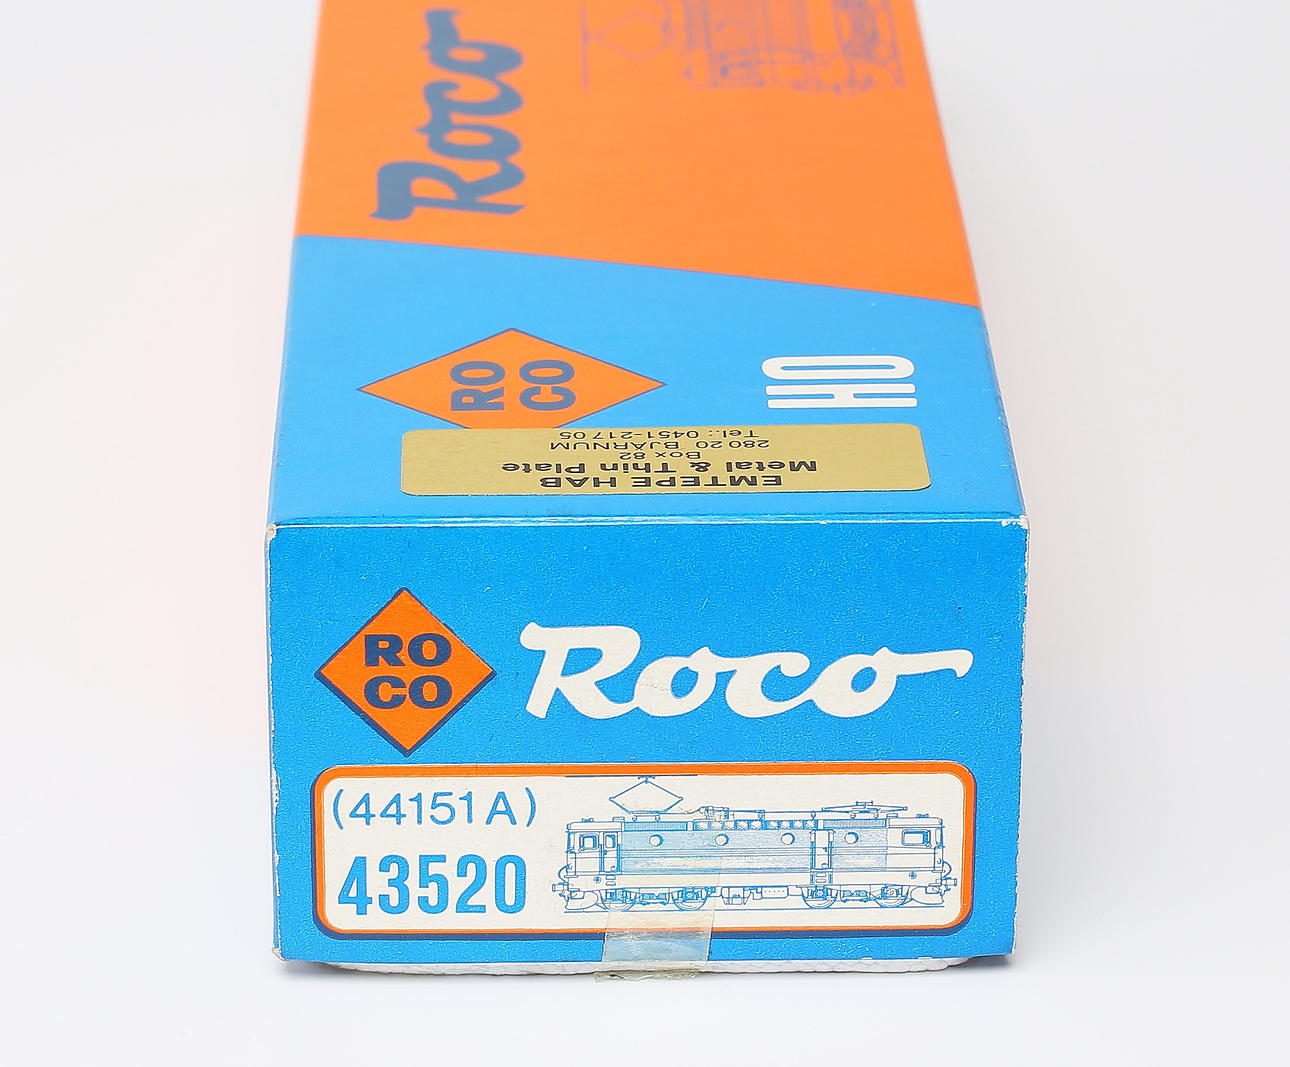 Roco
RO
CO
HO
EMTEPE HAB
Metal & Thin Plate
Box 82
280 20 BJÄRNUM
Tel.: 0451-217 05
RO
CO
Roco
(44151A)
43520